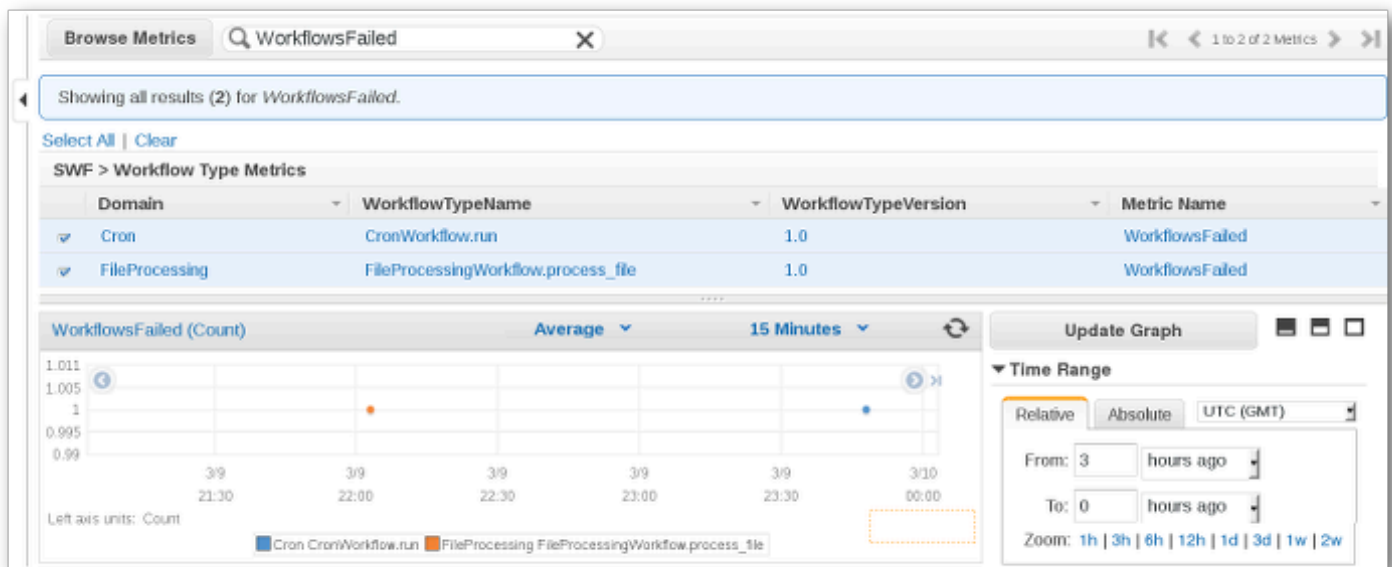 Browse Metrics WorkflowsFailed 1 to 2 of 2 Metrics
Showing all results (2) for WorkflowsFailed.
Select All | Clear
SWF > Workflow Type Metrics
Domain WorkflowTypeName WorkflowTypeVersion Metric Name
Cron CronWorkflow.run 1.0 WorkflowsFailed
FileProcessing FileProcessingWorkflow.process_file 1.0 WorkflowsFailed
WorkflowsFailed (Count) Average 15 Minutes Update Graph
1.011
1.005
1
0.995
0.99
3/9 3/9 3/9 3/9 3/9 3/10
21:30 22:00 22:30 23:00 23:30 00:00
Left axis units: Count
Cron CronWorkflow.run FileProcessing FileProcessingWorkflow.process_file
Time Range
Relative Absolute UTC (GMT)
From: 3 hours ago
To: 0 hours ago
Zoom: 1h | 3h | 6h | 12h | 1d | 3d | 1w | 2w